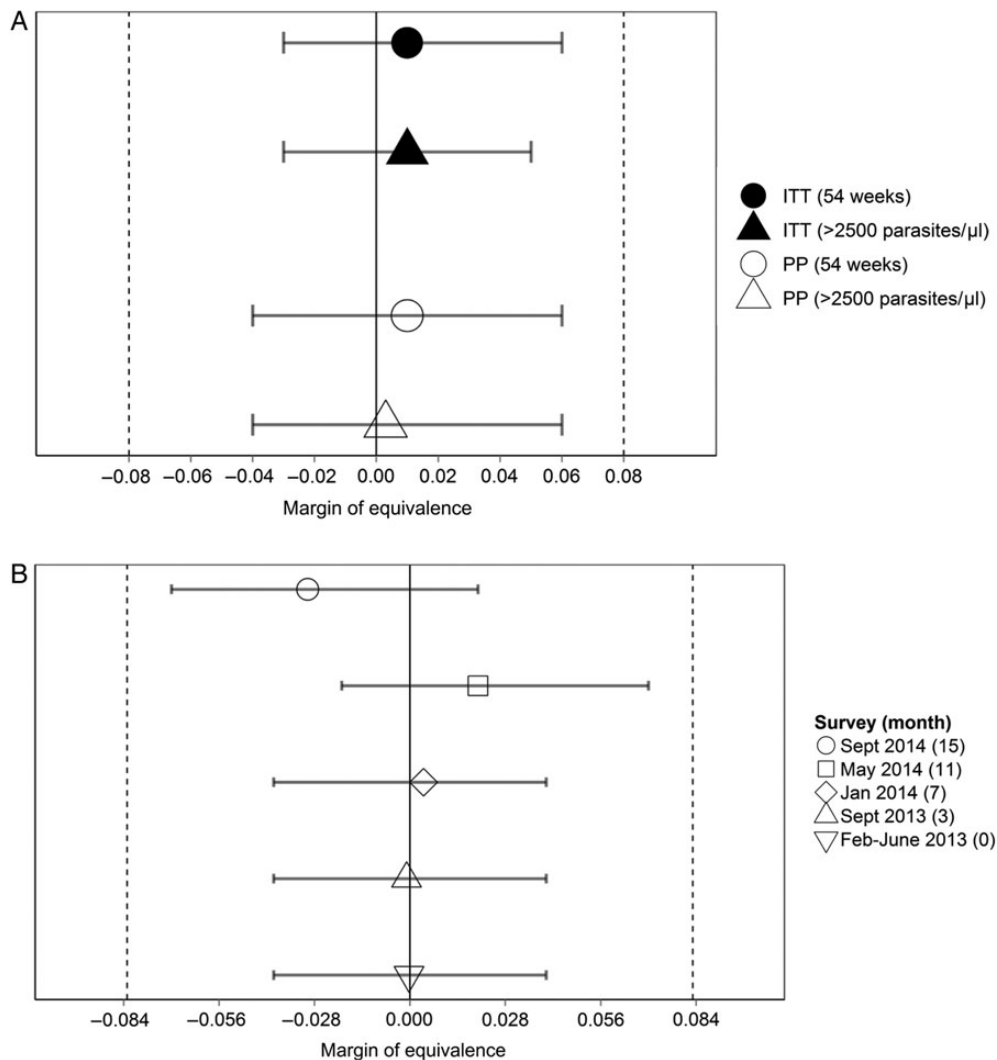 A
ITT (54 weeks)
ITT (>2500 parasites/µl)
PP (54 weeks)
PP (>2500 parasites/µl)
–0.08 –0.06 –0.04 –0.02 0.00 0.02 0.04 0.06 0.08
Margin of equivalence
B
Survey (month)
Sept 2014 (15)
May 2014 (11)
Jan 2014 (7)
Sept 2013 (3)
Feb-June 2013 (0)
–0.084 –0.056 –0.028 0.000 0.028 0.056 0.084
Margin of equivalence